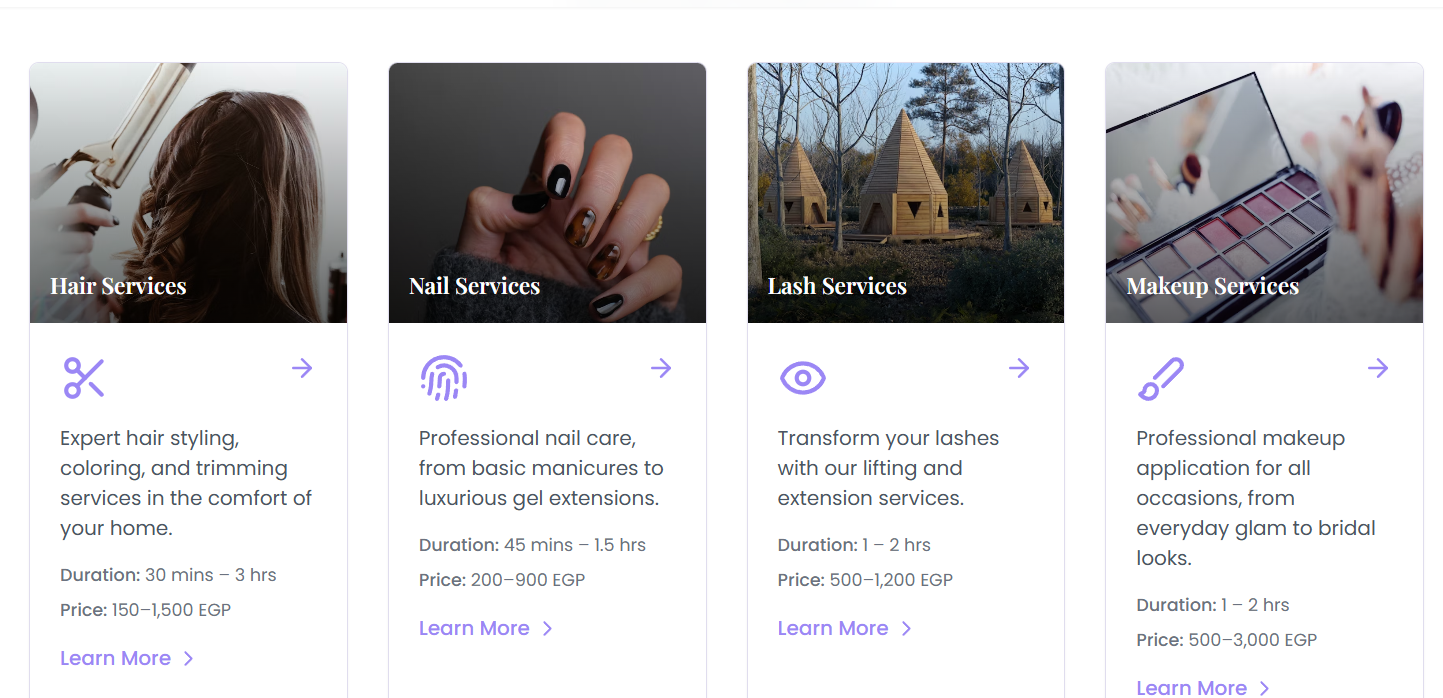 Hair Services
Expert hair styling,
coloring, and trimming
services in the comfort of
your home.
Duration: 30 mins – 3 hrs
Price: 150–1,500 EGP
Learn More
Nail Services
Professional nail care,
from basic manicures to
luxurious gel extensions.
Duration: 45 mins – 1.5 hrs
Price: 200–900 EGP
Learn More
Lash Services
Transform your lashes
with our lifting and
extension services.
Duration: 1 – 2 hrs
Price: 500–1,200 EGP
Learn More
Makeup Services
Professional makeup
application for all
occasions, from
everyday glam to bridal
looks.
Duration: 1 – 2 hrs
Price: 500–3,000 EGP
Learn More